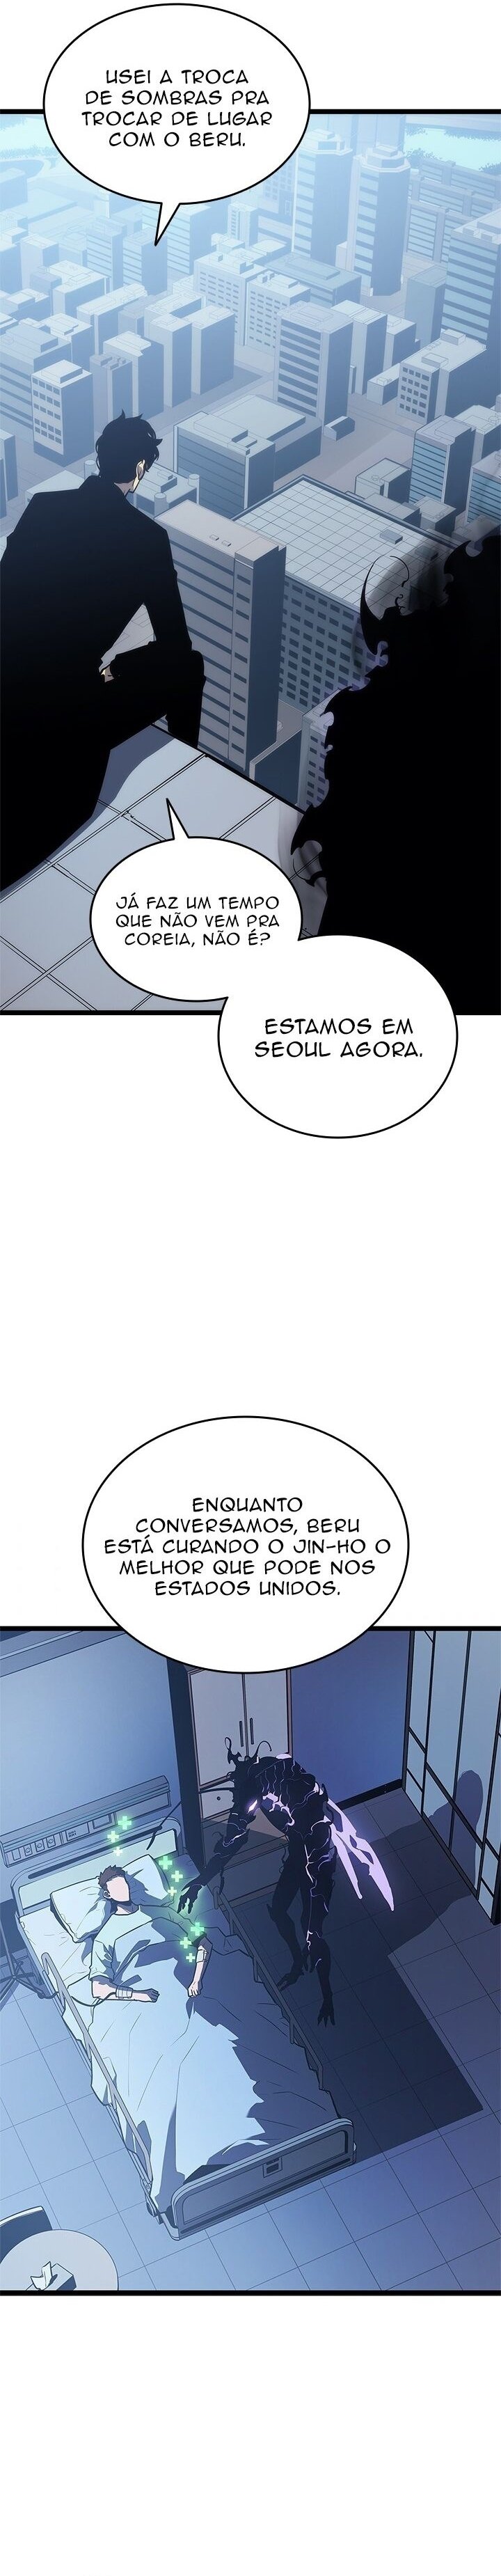 USEI A TROCA
DE SOMBRAS PRA
TROCAR DE LUGAR
COM O BERU.
JÁ FAZ UM TEMPO
QUE NÃO VEM PRA
COREIA, NÃO É?
ESTAMOS EM
SEOUL AGORA.
ENQUANTO
CONVERSAMOS, BERU
ESTÁ CURANDO O JIN-HO O
MELHOR QUE PODE NOS
ESTADOS UNIDOS.